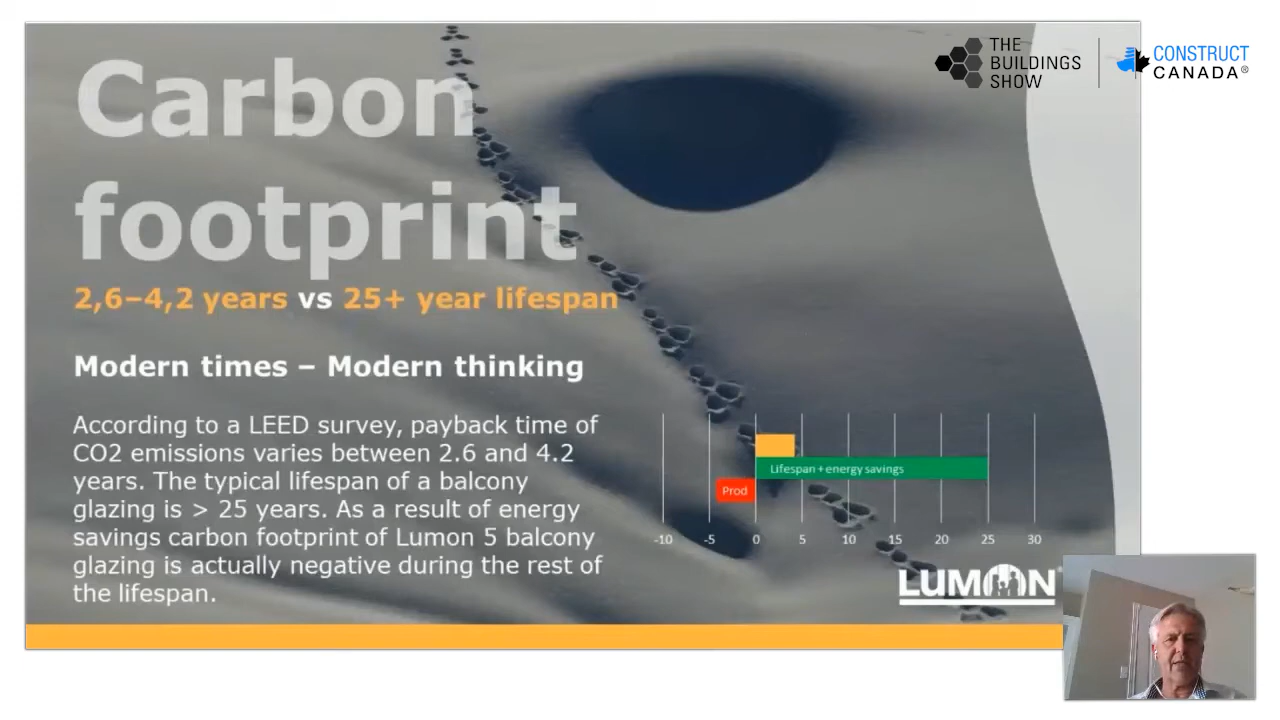 Carbon
footprint
2,6–4,2 years vs 25+ year lifespan
Modern times – Modern thinking
According to a LEED survey, payback time of
CO2 emissions varies between 2.6 and 4.2
years. The typical lifespan of a balcony
glazing is > 25 years. As a result of energy
savings carbon footprint of Lumon 5 balcony
glazing is actually negative during the rest of
the lifespan.
THE
BUILDINGS
SHOW
CONSTRUCT
CANADA®
Lifespan + energy savings
Prod
-10 -5 0 5 10 15 20 25 30
LUMON